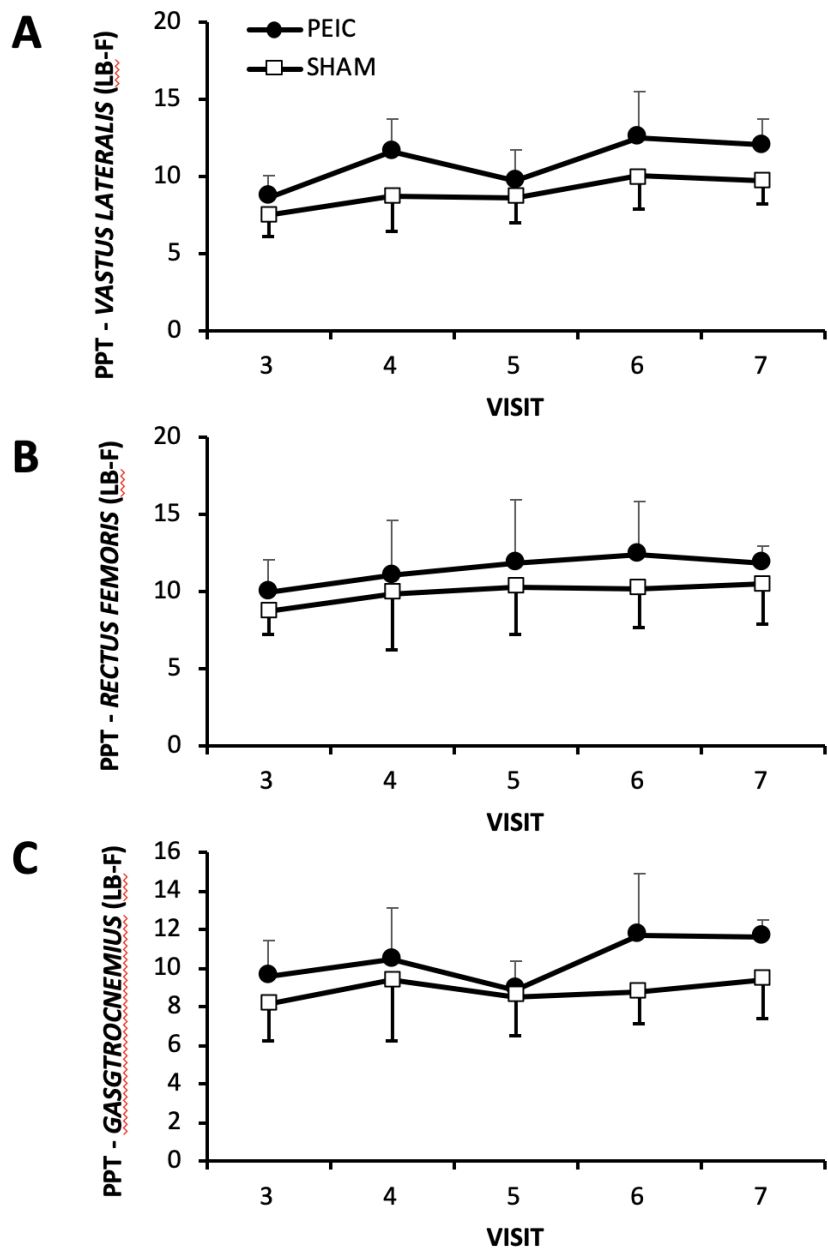 A
PPT - VASTUS LATERALIS (LB-F)
20
15
10
5
0
PEIC
SHAM
3 4 5 6 7
VISIT
B
PPT - RECTUS FEMORIS (LB-F)
20
15
10
5
0
3 4 5 6 7
VISIT
C
PPT - GASGTROCNEMIUS (LB-F)
16
14
12
10
8
6
4
2
0
3 4 5 6 7
VISIT